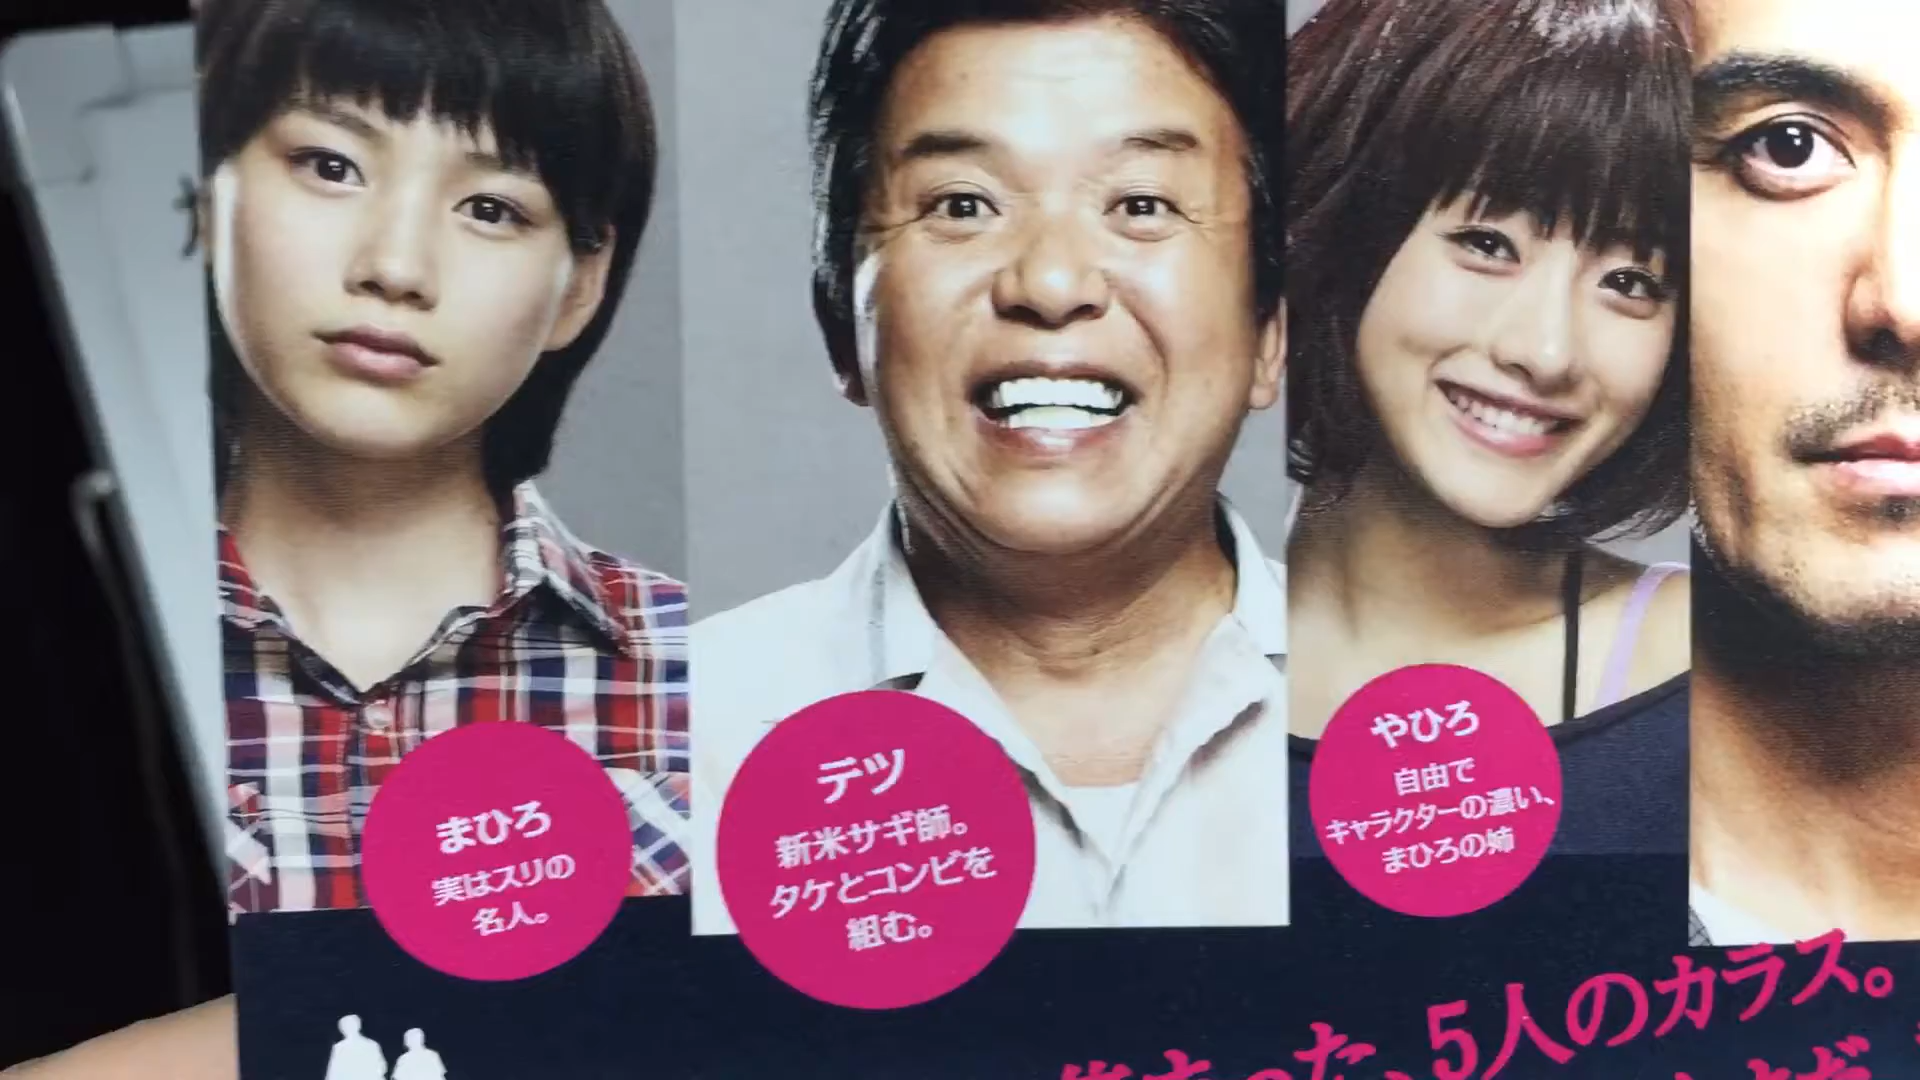 まひろ
実はスリの
名人。
テツ
新米サギ師。
タケとコンビを
組む。
やひろ
自由で
キャラクターの濃い、
まひろの姉
った、5人のカラス。